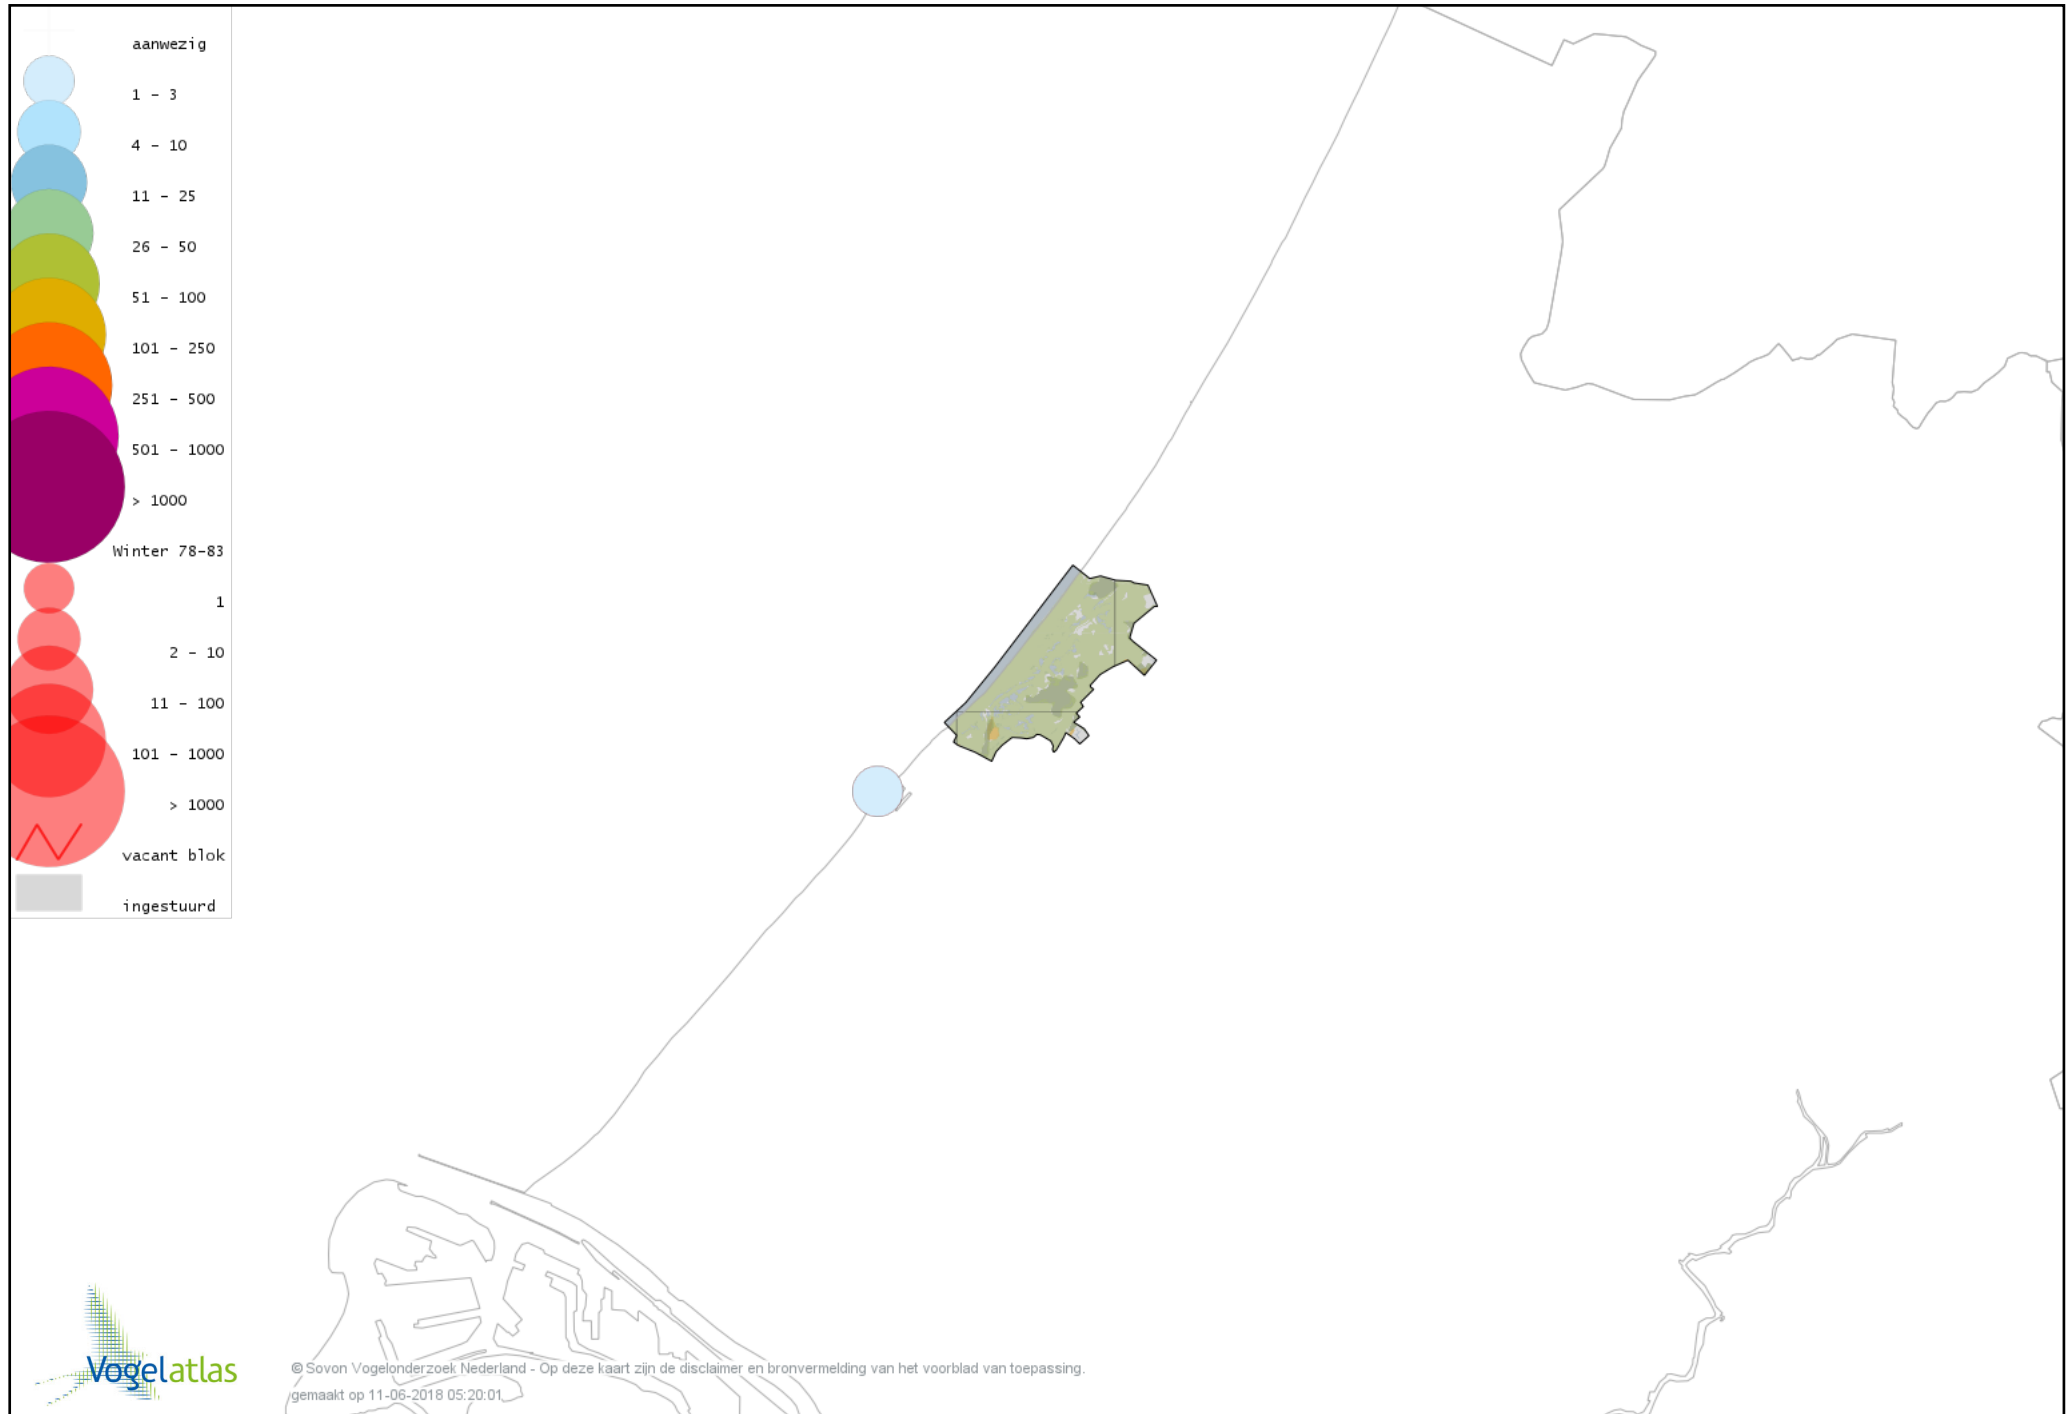 aanwezig
1 - 3
4 - 10
11 - 25
26 - 50
51 - 100
101 - 250
251 - 500
501 - 1000
> 1000
Winter 78-83
1
2 - 10
11 - 100
101 - 1000
> 1000
vacant blok
ingestuurd
Vogelatlas
© Sovon Vogelonderzoek Nederland - Op deze kaart zijn de disclaimer en bronvermelding van het voorblad van toepassing.
gemaakt op 11-06-2018 05:20:01